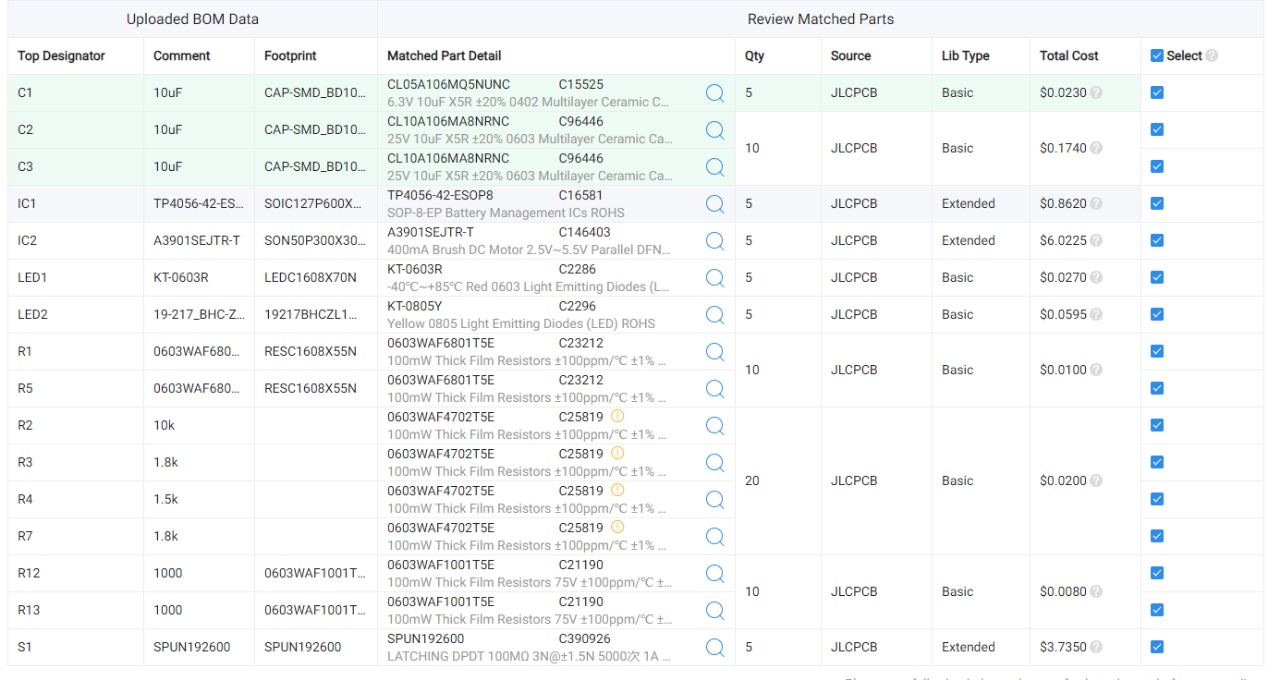 Uploaded BOM Data Review Matched Parts
Top Designator Comment Footprint Matched Part Detail Qty Source Lib Type Total Cost Select
C1 10uF CAP-SMD_BD10... CL05A106MQ5NUNC C15525 5 JLCPCB Basic $0.0230
6.3V 10uF X5R ±20% 0402 Multilayer Ceramic C...
C2 10uF CAP-SMD_BD10... CL10A106MA8NRNC C96446
25V 10uF X5R ±20% 0603 Multilayer Ceramic Ca...
10 JLCPCB Basic $0.1740
C3 10uF CAP-SMD_BD10... CL10A106MA8NRNC C96446
25V 10uF X5R ±20% 0603 Multilayer Ceramic Ca...
IC1 TP4056-42-ES... SOIC127P600X... TP4056-42-ESOP8 C16581 5 JLCPCB Extended $0.8620
SOP-8-EP Battery Management ICs ROHS
IC2 A3901SEJTR-T SON50P300X30... A3901SEJTR-T C146403 5 JLCPCB Extended $6.0225
400mA Brush DC Motor 2.5V~5.5V Parallel DFN...
LED1 KT-0603R LEDC1608X70N KT-0603R C2286 5 JLCPCB Basic $0.0270
-40℃~+85℃ Red 0603 Light Emitting Diodes (L...
LED2 19-217_BHC-Z... 19217BHCZL1... KT-0805Y C2296 5 JLCPCB Basic $0.0595
Yellow 0805 Light Emitting Diodes (LED) ROHS
R1 0603WAF680... RESC1608X55N 0603WAF6801T5E C23212
100mW Thick Film Resistors ±100ppm/℃ ±1% ...
10 JLCPCB Basic $0.0100
R5 0603WAF680... RESC1608X55N 0603WAF6801T5E C23212
100mW Thick Film Resistors ±100ppm/℃ ±1% ...
R2 10k 0603WAF4702T5E C25819
100mW Thick Film Resistors ±100ppm/℃ ±1% ...
R3 1.8k 0603WAF4702T5E C25819
100mW Thick Film Resistors ±100ppm/℃ ±1% ...
20 JLCPCB Basic $0.0200
R4 1.5k 0603WAF4702T5E C25819
100mW Thick Film Resistors ±100ppm/℃ ±1% ...
R7 1.8k 0603WAF4702T5E C25819
100mW Thick Film Resistors ±100ppm/℃ ±1% ...
R12 1000 0603WAF1001T... 0603WAF1001T5E C21190
100mW Thick Film Resistors 75V ±100ppm/℃ ±...
10 JLCPCB Basic $0.0080
R13 1000 0603WAF1001T... 0603WAF1001T5E C21190
100mW Thick Film Resistors 75V ±100ppm/℃ ±...
S1 SPUN192600 SPUN192600 SPUN192600 C390926 5 JLCPCB Extended $3.7350
LATCHING DPDT 100MΩ 3N@±1.5N 5000次 1A ...